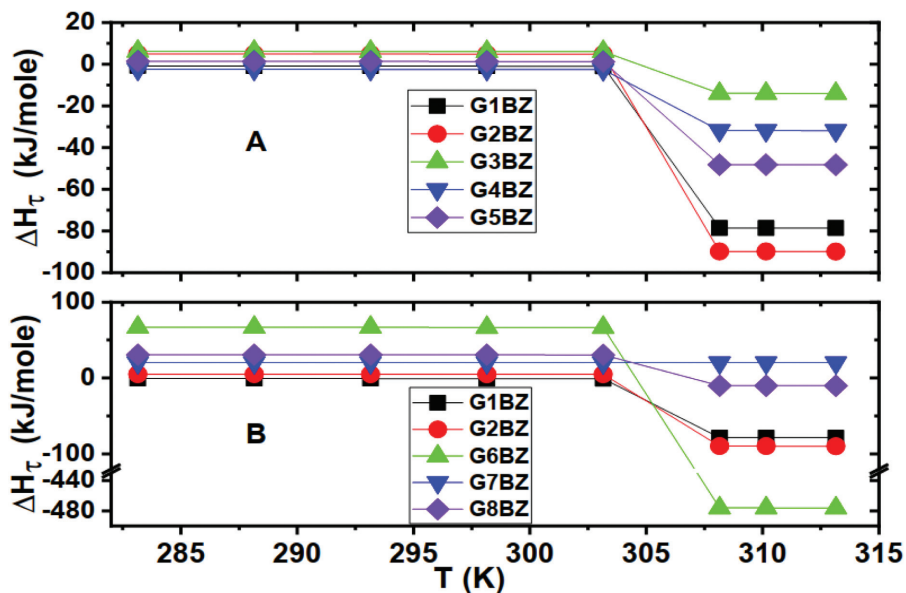 20
0
-20
-40
-60
-80
-100
ΔHτ (kJ/mole)
A
G1BZ
G2BZ
G3BZ
G4BZ
G5BZ
100
0
-100
-440
-480
ΔHτ (kJ/mole)
B
G1BZ
G2BZ
G6BZ
G7BZ
G8BZ
285 290 295 300 305 310 315
T (K)